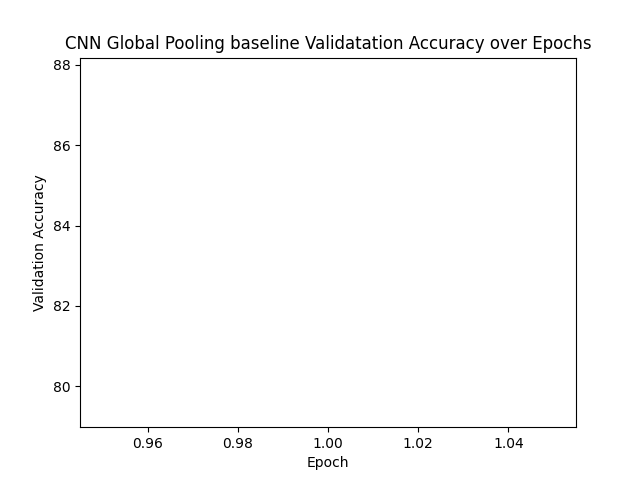 CNN Global Pooling baseline Validatation Accuracy over Epochs
88
86
84
82
80
Validation Accuracy
0.96 0.98 1.00 1.02 1.04
Epoch